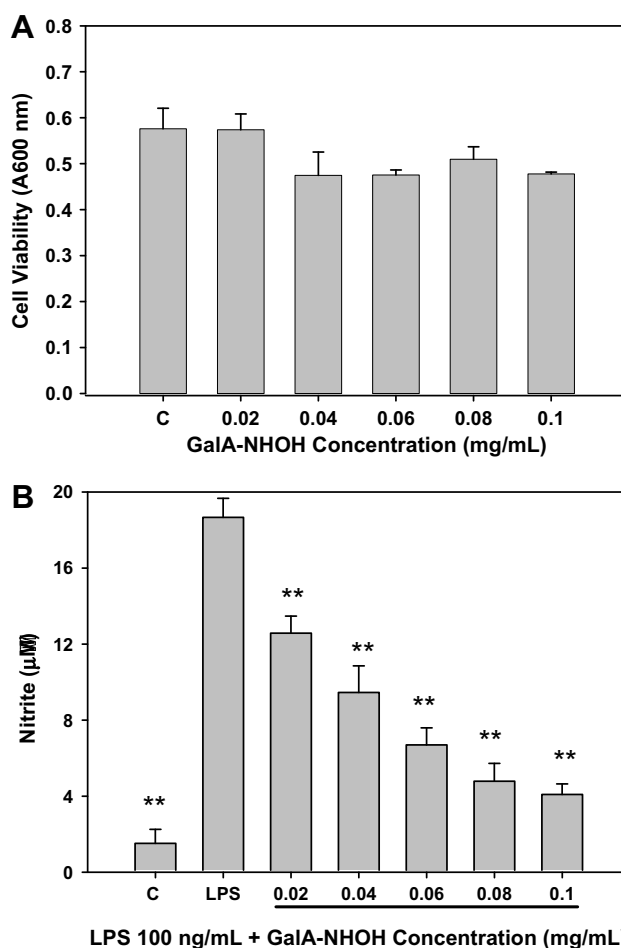 A
0.8
0.7
0.6
0.5
0.4
0.3
0.2
0.1
0.0
Cell Viability (A600 nm)
C 0.02 0.04 0.06 0.08 0.1
GalA-NHOH Concentration (mg/mL)
B
20
16
12
8
4
0
Nitrite
** ** ** ** ** **
C LPS 0.02 0.04 0.06 0.08 0.1
LPS 100 ng/mL + GalA-NHOH Concentration (mg/mL